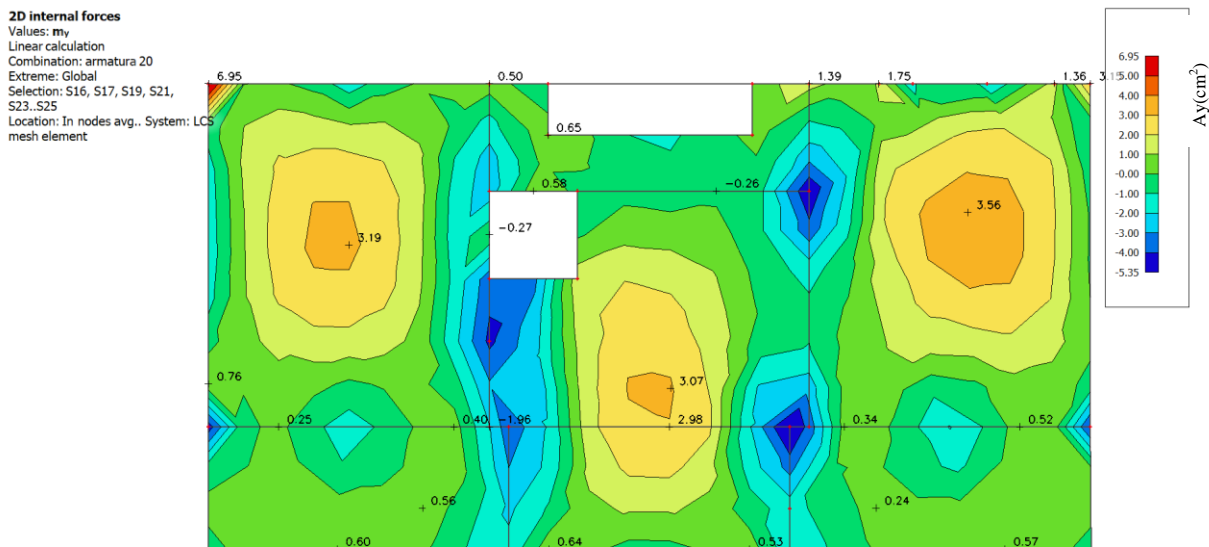 2D internal forces
Values: my
Linear calculation
Combination: armatura 20
Extreme: Global
Selection: S16, S17, S19, S21,
S23..S25
Location: In nodes avg.. System: LCS
mesh element
6.95 0.50 1.39 1.75 1.36
0.65
0.58 -0.26
3.56
-0.27
3.19
0.76 3.07
0.25 0.40 -1.96 2.98 0.34 0.52
0.56 0.24
0.60 0.64 0.53 0.57
6.95
5.00
4.00
3.00
2.00
1.00
-1.00
-2.00
-3.00
-4.00
-5.35
Ay(cm²)